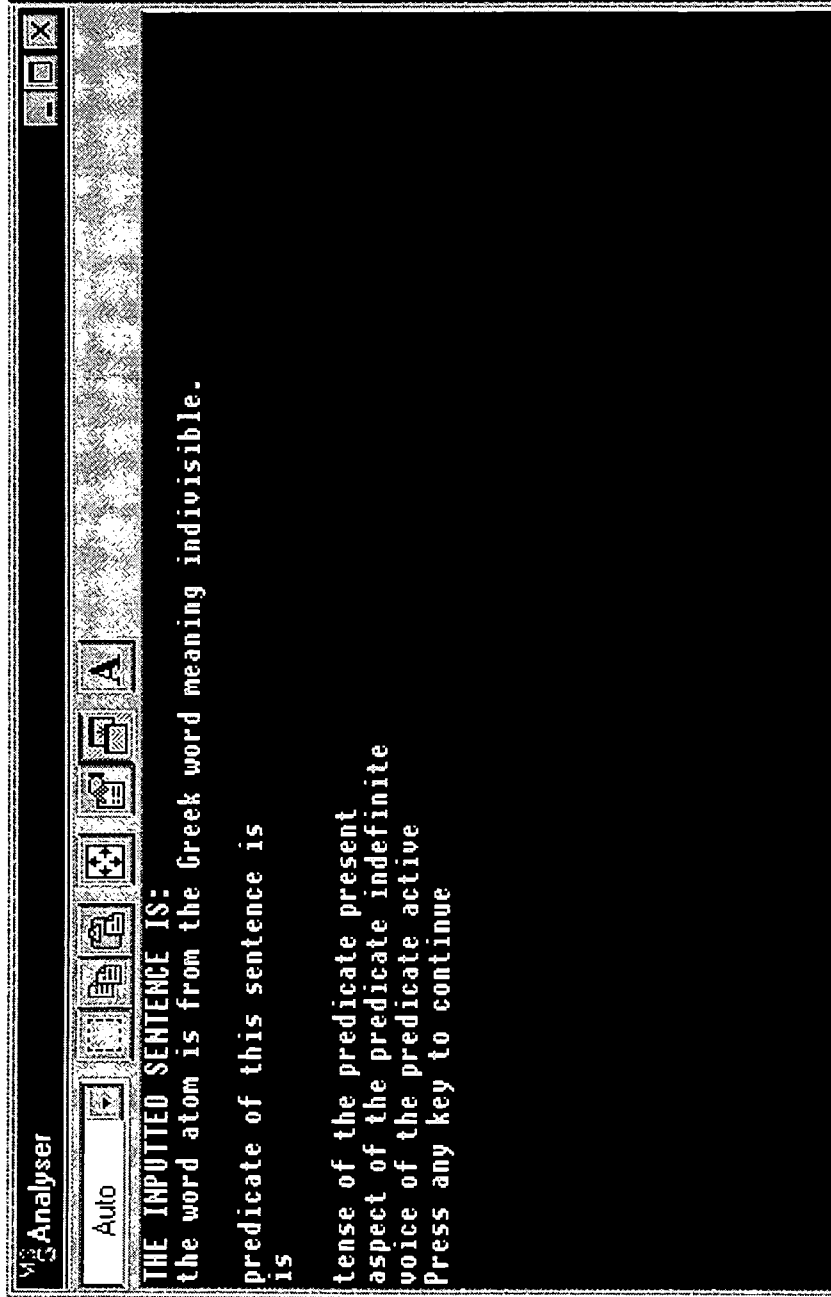 Analyser
Auto
A
THE INPUTTED SENTENCE IS:
the word atom is from the Greek word meaning indivisible.
predicate of this sentence is
is
tense of the predicate present
aspect of the predicate indefinite
voice of the predicate active
Press any key to continue